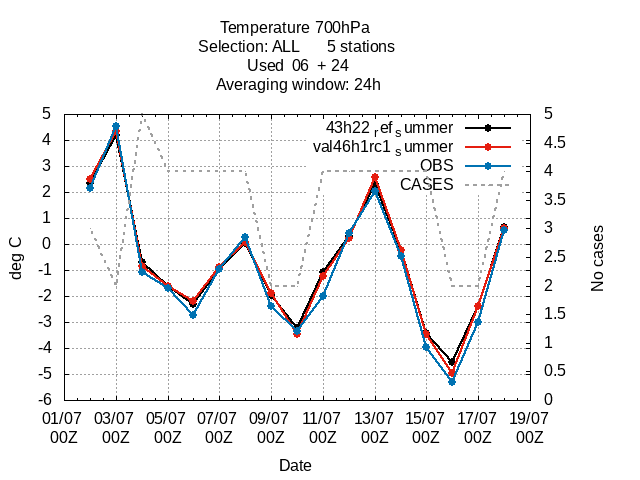 Temperature 700hPa
Selection: ALL 5 stations
Used 06 + 24
Averaging window: 24h
43h22 refsummer
val46h1rc1 summer
OBS
CASES
deg C
No cases
5
4
3
2
1
0
-1
-2
-3
-4
-5
-6
5
4.5
4
3.5
3
2.5
2
1.5
1
0.5
0
01/07 03/07 05/07 07/07 09/07 11/07 13/07 15/07 17/07 19/07
00Z 00Z 00Z 00Z 00Z 00Z 00Z 00Z 00Z 00Z
Date